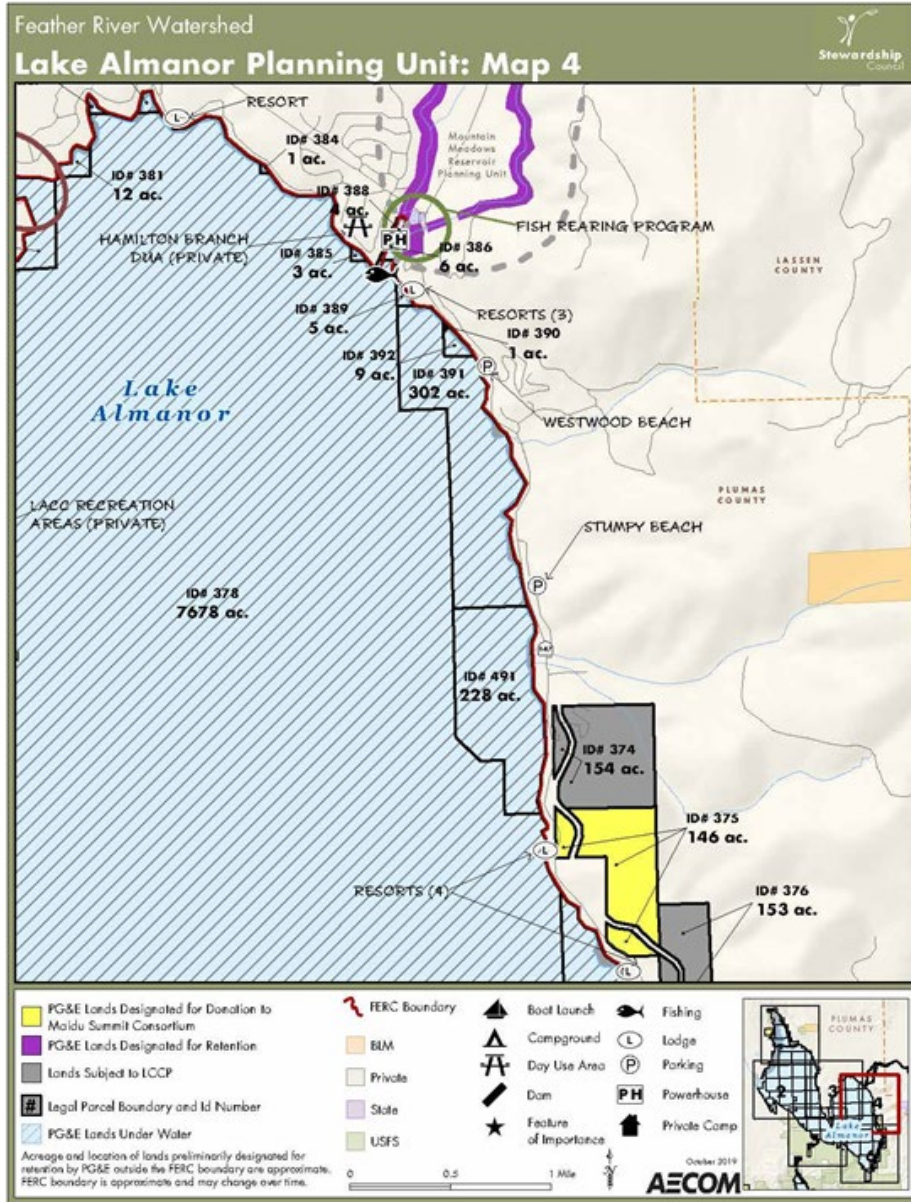 Feather River Watershed
Lake Almanor Planning Unit: Map 4
Stewardship
Council
RESORT
ID# 384
1 ac.
Mountain
Meadows
Reservoir
Planning Unit
ID# 381
12 ac.
ID# 388
ac.
FISH REARING PROGRAM
HAMILTON BRANCH
DUA (PRIVATE)
PH
ID# 385
3 ac.
ID# 386
6 ac.
LASSEN
COUNTY
L
ID# 389
5 ac.
RESORTS (3)
ID# 390
1 ac.
ID# 392
9 ac.
ID# 391
302 ac.
P
Lake
Almanor
WESTWOOD BEACH
PLUMAS
COUNTY
LACC RECREATION
AREAS (PRIVATE)
STUMPY BEACH
P
ID# 378
7678 ac.
147
ID# 491
228 ac.
ID# 374
154 ac.
ID# 375
146 ac.
L
RESORTS (4)
ID# 376
153 ac.
L
PG&E Lands Designated for Donation to
Maidu Summit Consortium
PG&E Lands Designated for Retention
Lands Subject to LCCP
# Legal Parcel Boundary and Id Number
PG&E Lands Under Water
Acreage and location of lands preliminarily designated for
retention by PG&E outside the FERC boundary are approximate.
FERC boundary is approximate and may change over time.
FERC Boundary
BLM
Private
State
USFS
0 0.5 1 Mile
Boat Launch
Campground
Day Use Area
Dam
Feature
of Importance
Fishing
L Lodge
P Parking
PH Powerhouse
Private Camp
October 2019
AECOM
PLUMAS
COUNTY
2
3
4
Lake
Almanor